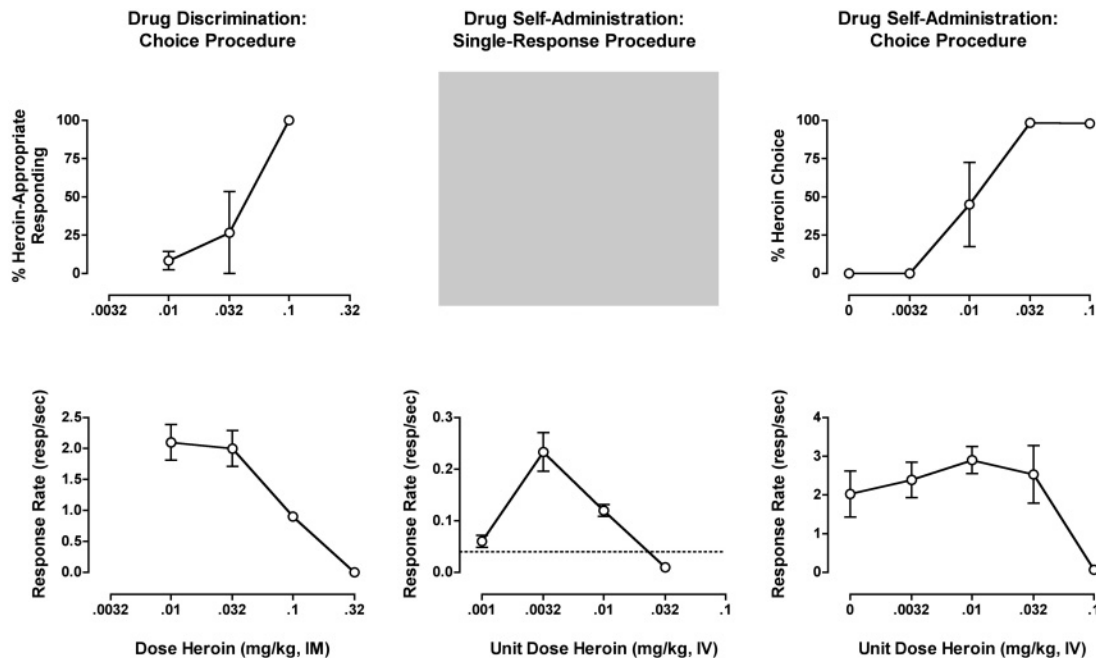 Drug Discrimination:
Choice Procedure
Drug Self-Administration:
Single-Response Procedure
Drug Self-Administration:
Choice Procedure
% Heroin-Appropriate
Responding
100
75
50
25
0
.0032 .01 .032 .1 .32
% Heroin Choice
100
75
50
25
0
0 .0032 .01 .032 .1
Response Rate (resp/sec)
2.5
2.0
1.5
1.0
0.5
0.0
.0032 .01 .032 .1 .32
Dose Heroin (mg/kg, IM)
Response Rate (resp/sec)
0.3
0.2
0.1
0.0
.001 .0032 .01 .032 .1
Unit Dose Heroin (mg/kg, IV)
Response Rate (resp/sec)
4
3
2
1
0
0 .0032 .01 .032 .1
Unit Dose Heroin (mg/kg, IV)